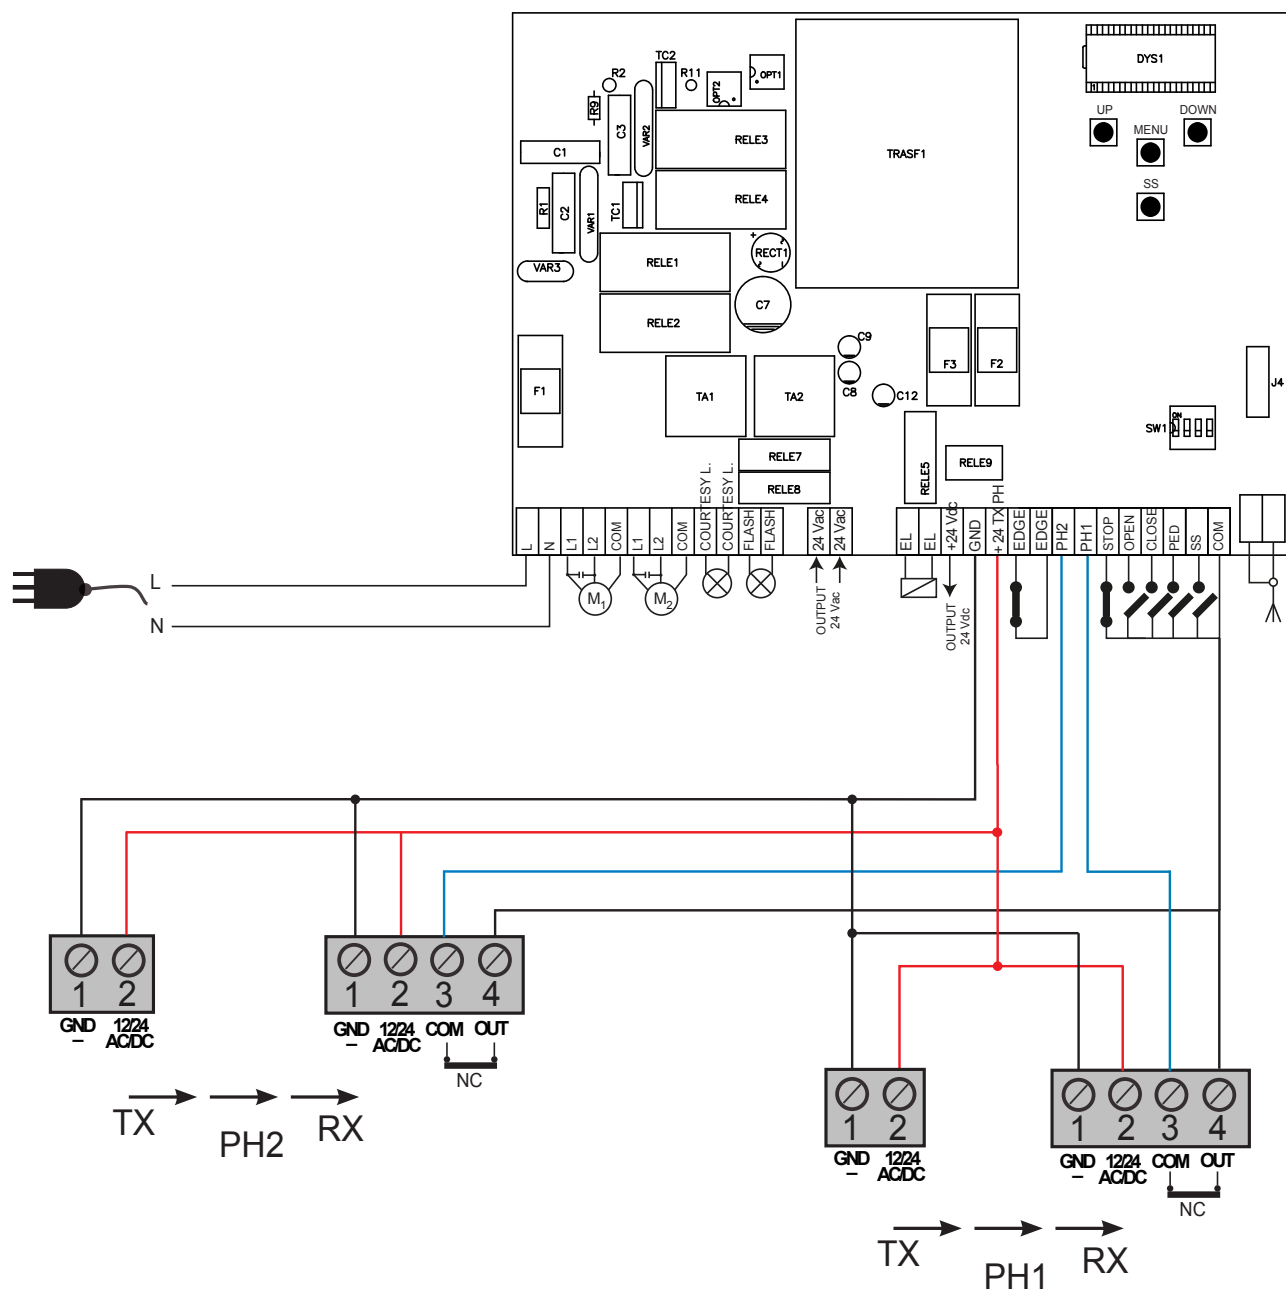 TC2
R2
R11
OPT2
OPT1
DYS1
1
R9
C3
VAR2
RELE3
TRASF1
UP
MENU
DOWN
SS
C1
RELE4
R1
C2
VAR1
TC1
+
RECT1
VAR3
RELE1
RELE2
C7
C9
C8
C12
F1
TA1
TA2
F3
F2
J4
ON
SW1
RELE7
RELE8
RELE5
RELE9
L
N
L1
L2
COM
L1
L2
COM
COURTESY L.
COURTESY L.
FLASH
FLASH
24 Vac
24 Vac
EL
EL
+24 Vdc
GND
+ 24 TX PH
EDGE
EDGE
PH2
PH1
STOP
OPEN
CLOSE
PED
SS
COM
L
N
M1
M2
OUTPUT
24 Vac
OUTPUT
24 Vdc
1 2
GND 12/24
– AC/DC
1 2 3 4
GND 12/24 COM OUT
– AC/DC
NC
TX PH2 RX
1 2
GND 12/24
– AC/DC
1 2 3 4
GND 12/24 COM OUT
– AC/DC
NC
TX PH1 RX